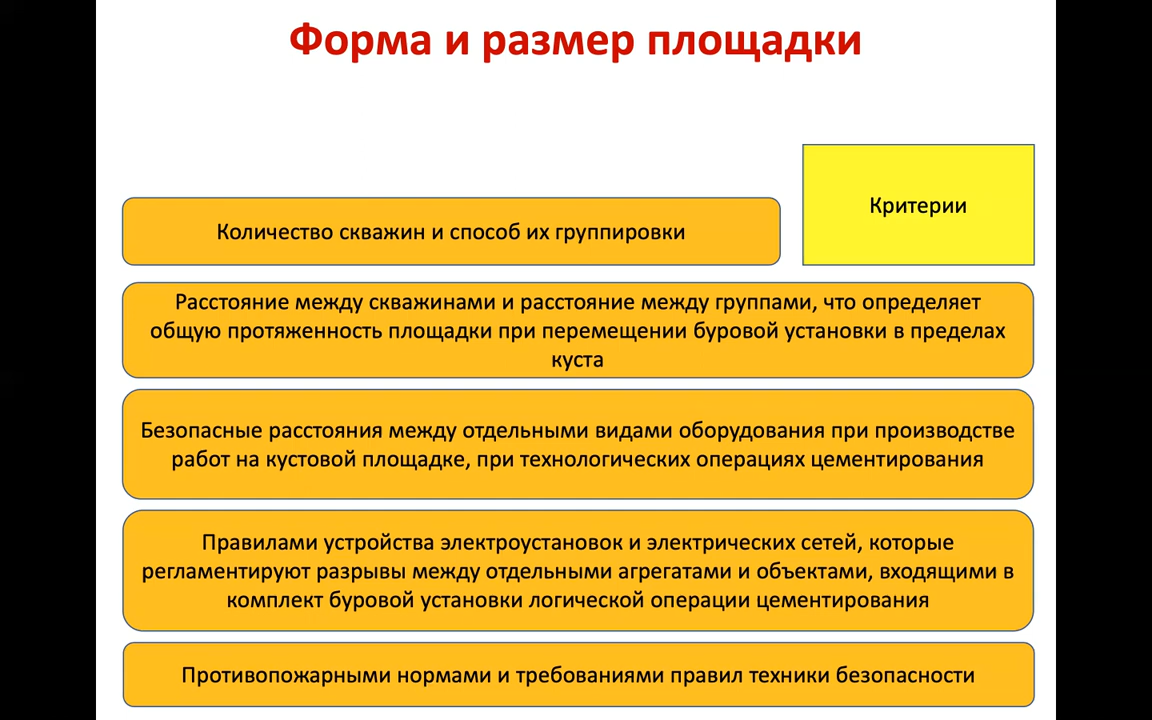 Форма и размер площадки
Критерии
Количество скважин и способ их группировки
Расстояние между скважинами и расстояние между группами, что определяет
общую протяженность площадки при перемещении буровой установки в пределах
куста
Безопасные расстояния между отдельными видами оборудования при производстве
работ на кустовой площадке, при технологических операциях цементирования
Правилами устройства электроустановок и электрических сетей, которые
регламентируют разрывы между отдельными агрегатами и объектами, входящими в
комплект буровой установки логической операции цементирования
Противопожарными нормами и требованиями правил техники безопасности